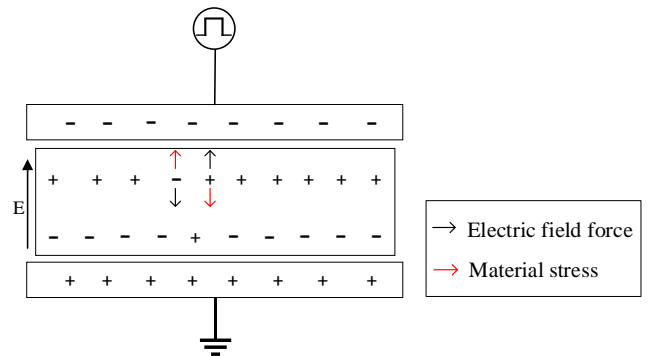 - - - - - - - -
+ + + - + + + + + +
E
- - - - + - - - - -
+ + + + + + + +
Electric field force
Material stress